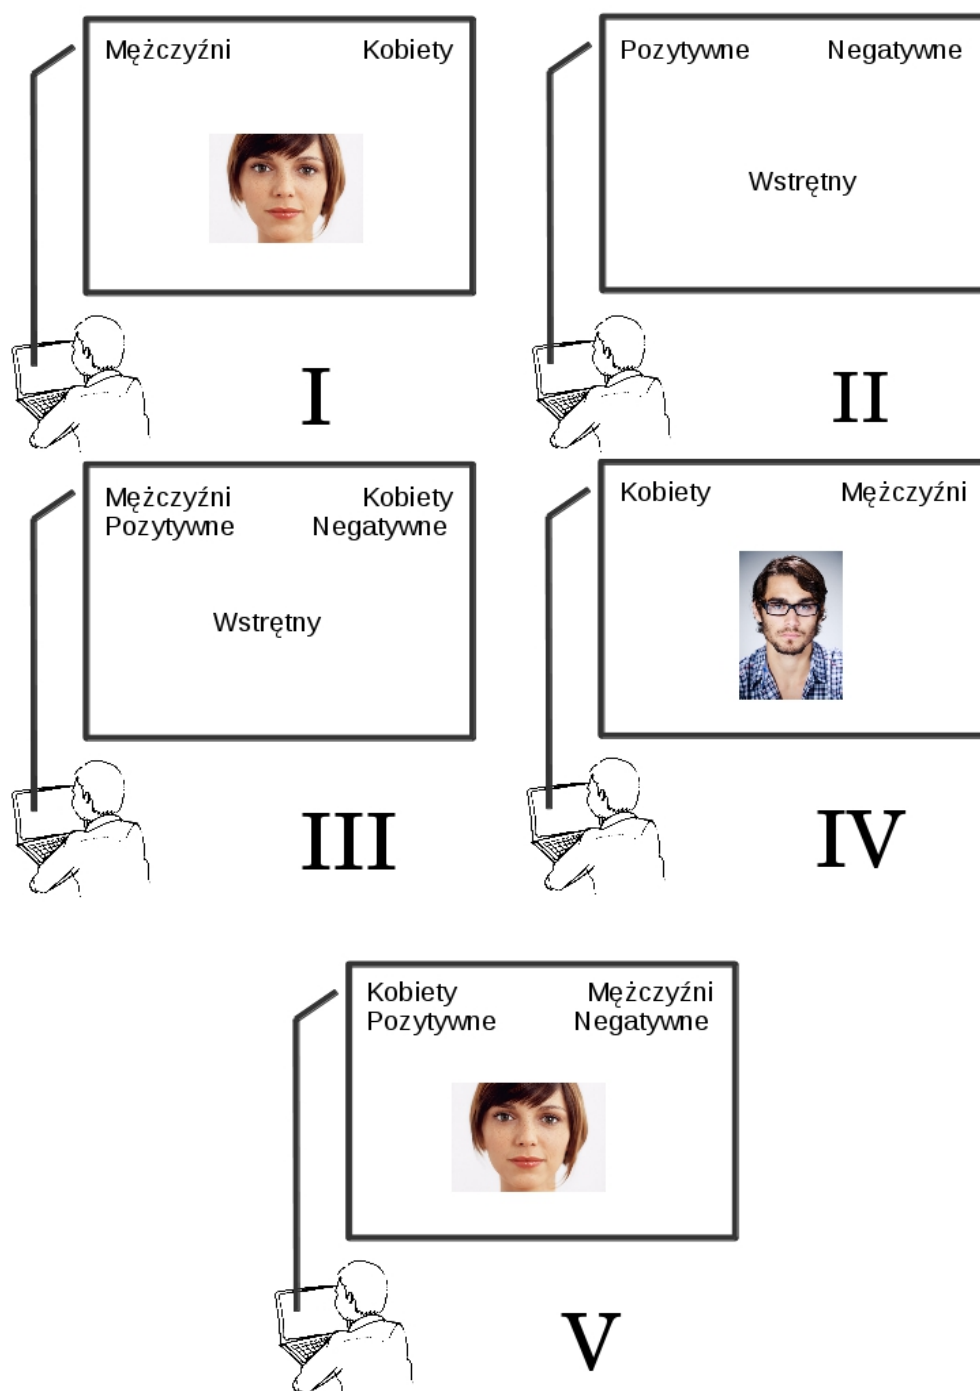 Mężczyźni Kobiety
Pozytywne Negatywne
Wstrętny
I
II
Mężczyźni Kobiety
Pozytywne Negatywne
Wstrętny
Kobiety Mężczyźni
III
IV
Kobiety Mężczyźni
Pozytywne Negatywne
V